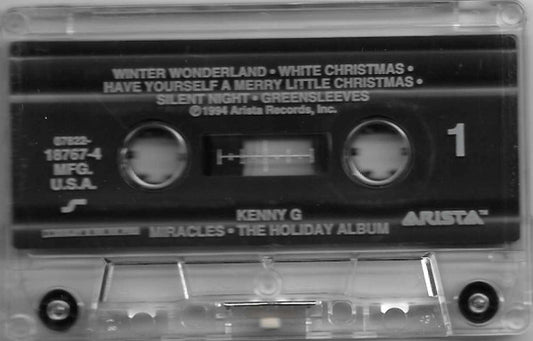 WINTER WONDERLAND • WHITE CHRISTMAS •
HAVE YOURSELF A MERRY LITTLE CHRISTMAS •
SILENT NIGHT • GREENSLEEVES
©1994 Arista Records, Inc.
07822-
18767-4
MFG.
U.S.A.
1
KENNY G
MIRACLES • THE HOLIDAY ALBUM
ARISTA™